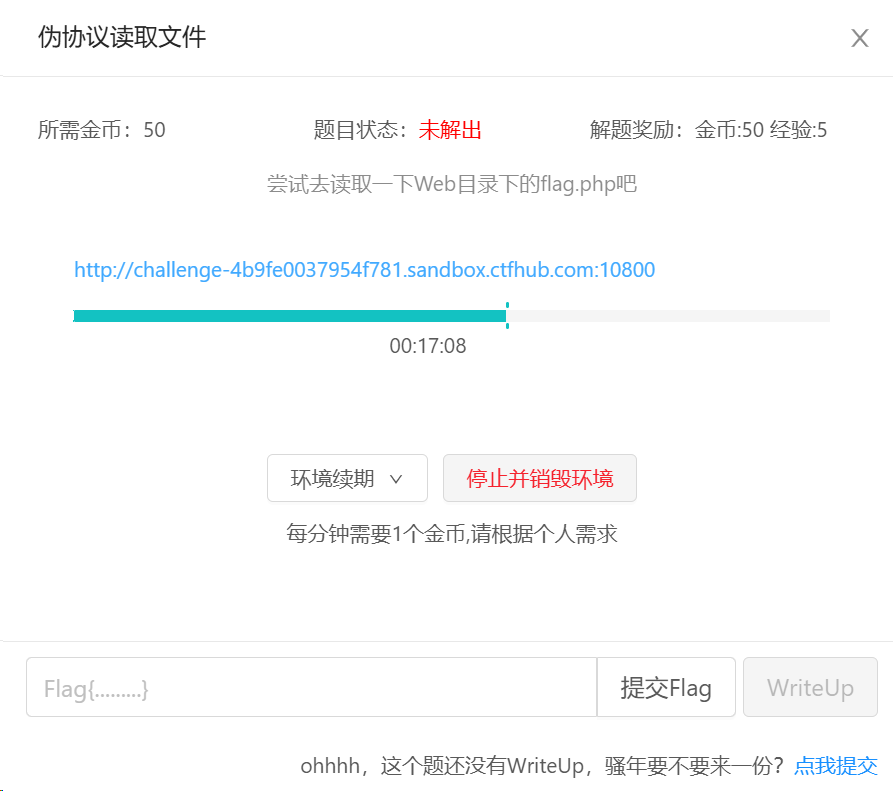 伪协议读取文件
所需金币：50 题目状态：未解出 解题奖励：金币:50 经验:5
尝试去读取一下Web目录下的flag.php吧
http://challenge-4b9fe0037954f781.sandbox.ctfhub.com:10800
00:17:08
环境续期 停止并销毁环境
每分钟需要1个金币,请根据个人需求
Flag{.........} 提交Flag WriteUp
ohhhh，这个题还没有WriteUp，骚年要不要来一份？点我提交